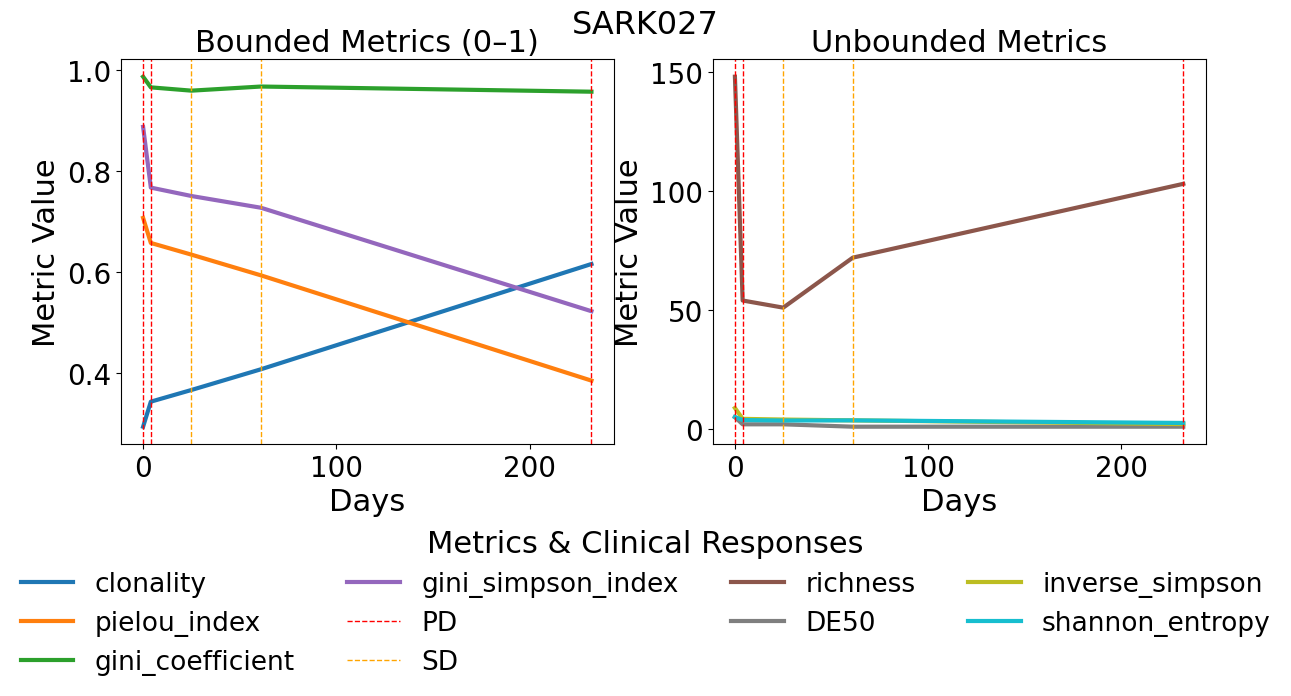 SARK027
Bounded Metrics (0–1)
Unbounded Metrics
Metric Value
1.0
0.8
0.6
0.4
0
100
200
Days
Metric Value
150
100
50
0
0
100
200
Days
Metrics & Clinical Responses
clonality
pielou_index
gini_coefficient
gini_simpson_index
PD
SD
richness
DE50
inverse_simpson
shannon_entropy